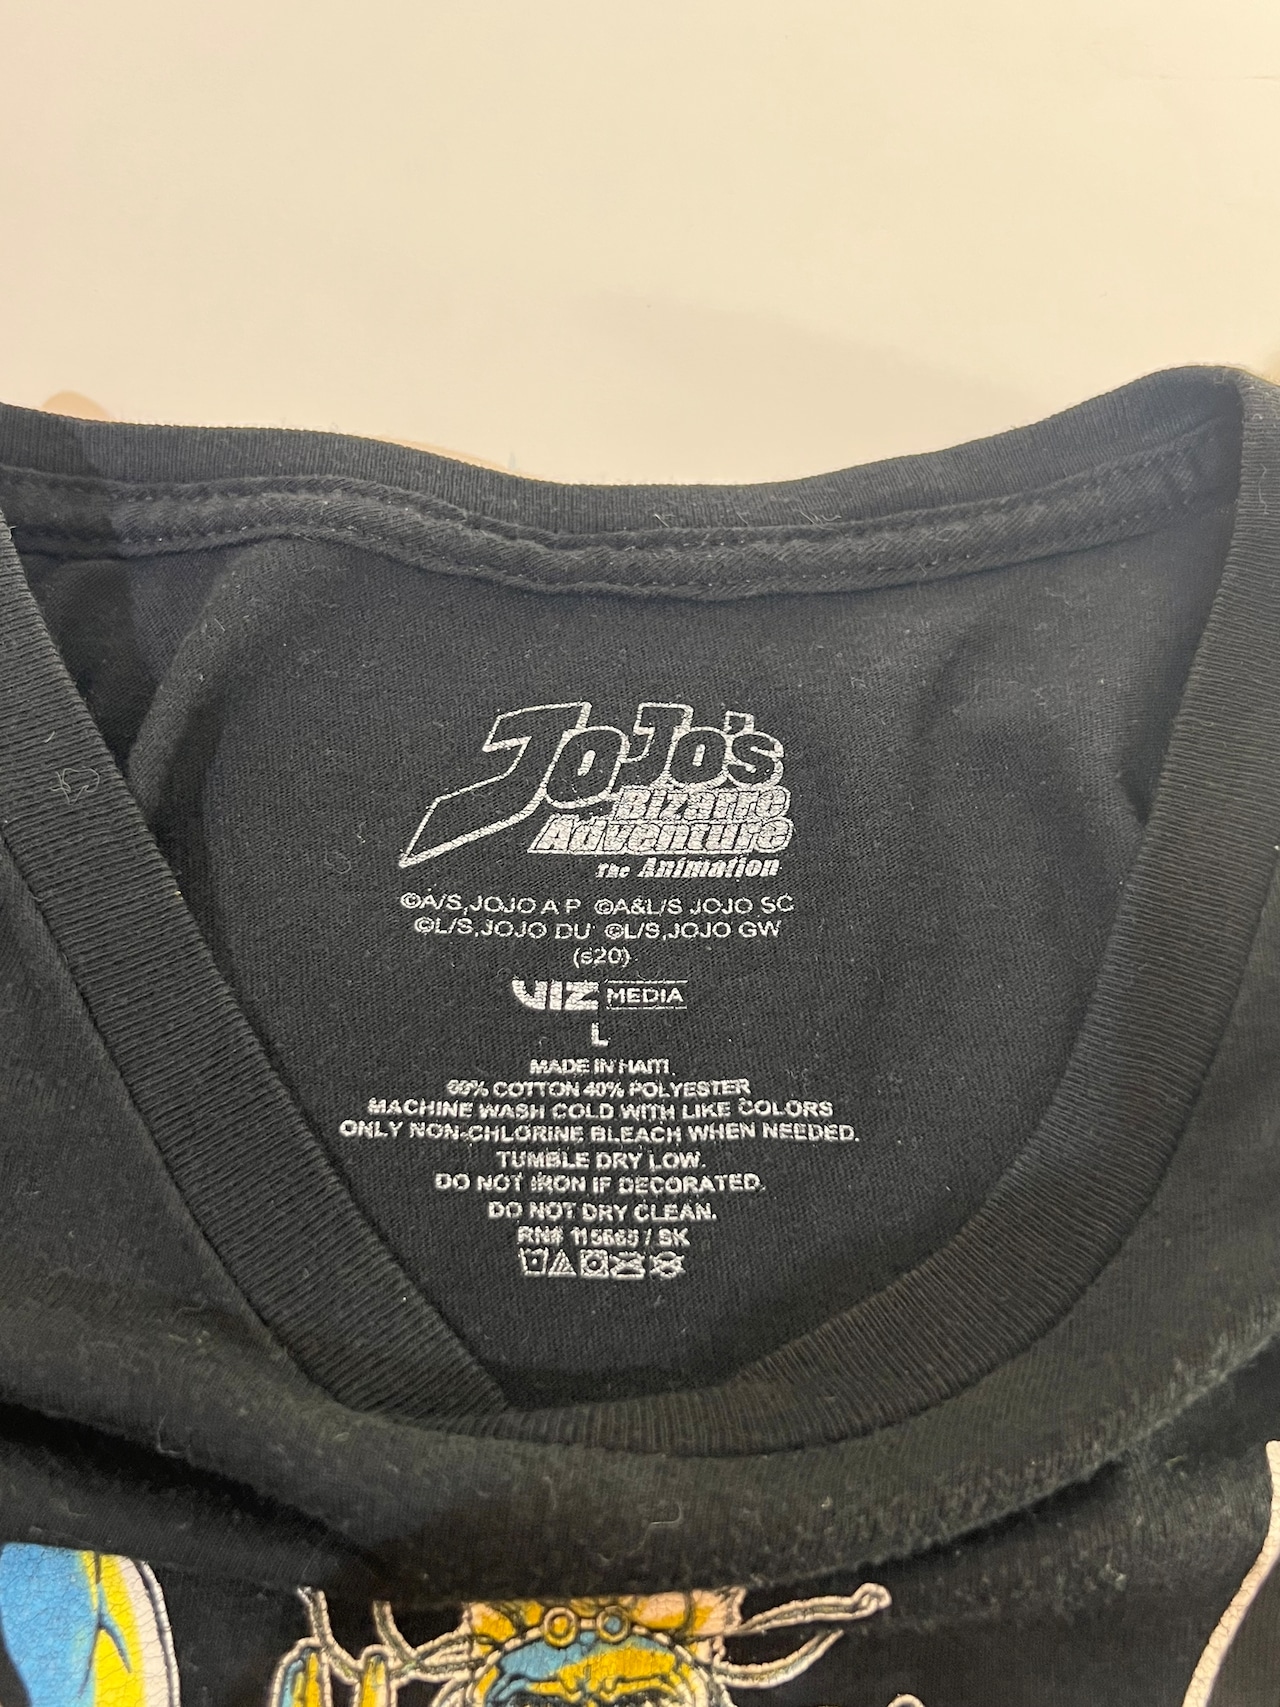 JoJo's
Bizarre
Adventure
The Animation
©A/S,JOJO A P ©A&L/S JOJO SC
©L/S,JOJO DU ©L/S,JOJO GW
(s20)
VIZ MEDIA
L
MADE IN HAITI.
60% COTTON 40% POLYESTER
MACHINE WASH COLD WITH LIKE COLORS
ONLY NON-CHLORINE BLEACH WHEN NEEDED.
TUMBLE DRY LOW.
DO NOT IRON IF DECORATED.
DO NOT DRY CLEAN.
RN# / SK